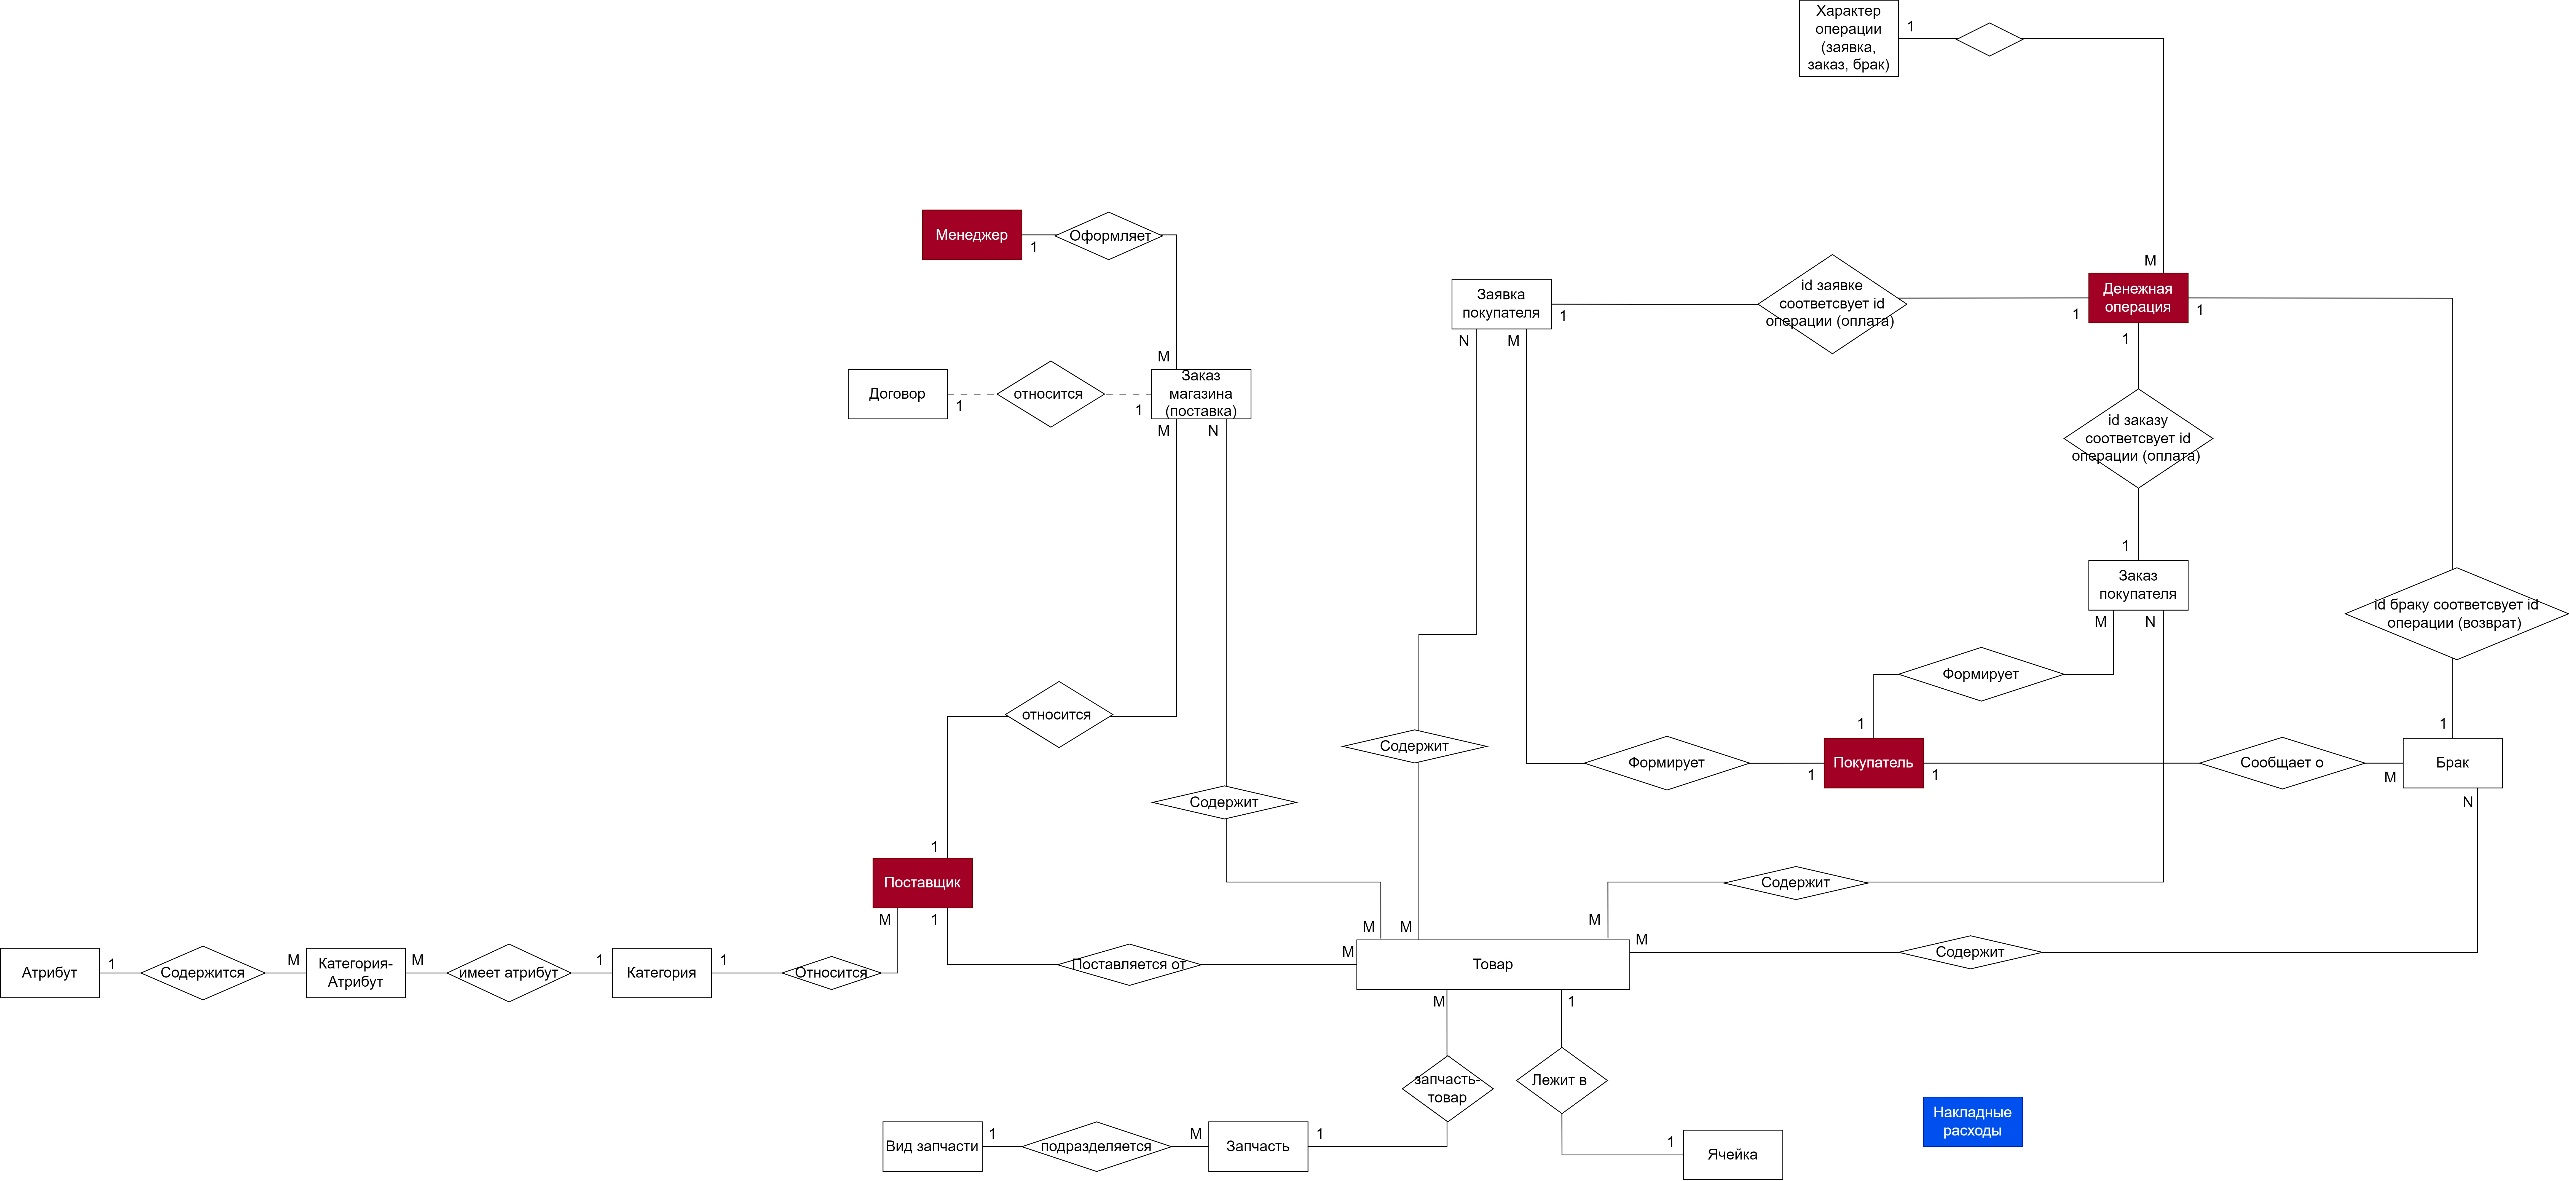 Характер
операции
(заявка,
заказ, брак)
1
М
Менеджер
1
Оформляет
М
Договор
1
относится
1
Заказ
магазина
(поставка)
М
N
Заявка
покупателя
1
N
М
id заявке
соответсвует id
операции (оплата)
1
Денежная
операция
1
1
id заказу
соответсвует id
операции (оплата)
1
Заказ
покупателя
М
N
id браку соответсвует id
операции (возврат)
1
Формирует
1
относится
Содержит
Содержит
Формирует
1
Покупатель
1
Сообщает о
М
Брак
N
1
Поставщик
М
1
Содержит
М
М
М
М
М
Атрибут
1
Содержится
М
Категория-
Атрибут
М
имеет атрибут
1
Категория
1
Относится
Поставляется от
Товар
Содержит
М
1
запчасть-
товар
Лежит в
Вид запчасти
1
подразделяется
М
Запчасть
1
1
Ячейка
Накладные
расходы